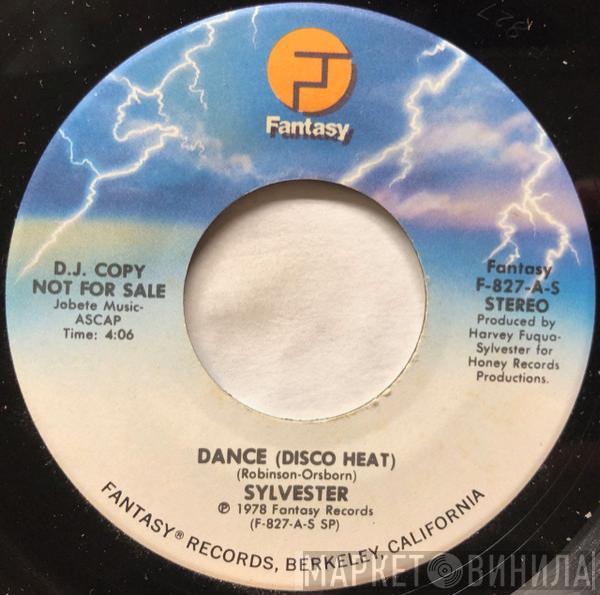 Fantasy
D.J. COPY
NOT FOR SALE
Jobete Music-
ASCAP
Time: 4:06
Fantasy
F-827-A-S
STEREO
Produced by
Harvey Fuqua-
Sylvester for
Honey Records
Productions.
DANCE (DISCO HEAT)
(Robinson-Orsborn)
SYLVESTER
℗ 1978 Fantasy Records
(F-827-A-S SP)
FANTASY® RECORDS, BERKELEY, CALIFORNIA
МАРКЕТ ВИНИЛА